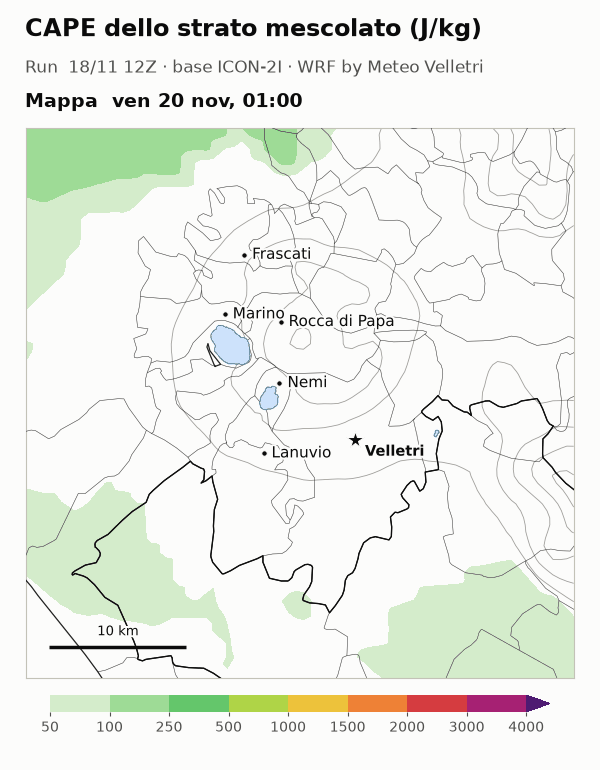 CAPE dello strato mescolato (J/kg)
Run  18/11 12Z · base ICON-2I · WRF by Meteo Velletri
Mappa  ven 20 nov, 01:00
Frascati
Marino
Rocca di Papa
Nemi
Velletri
Lanuvio
10 km
50 100 250 500 1000 1500 2000 3000 4000